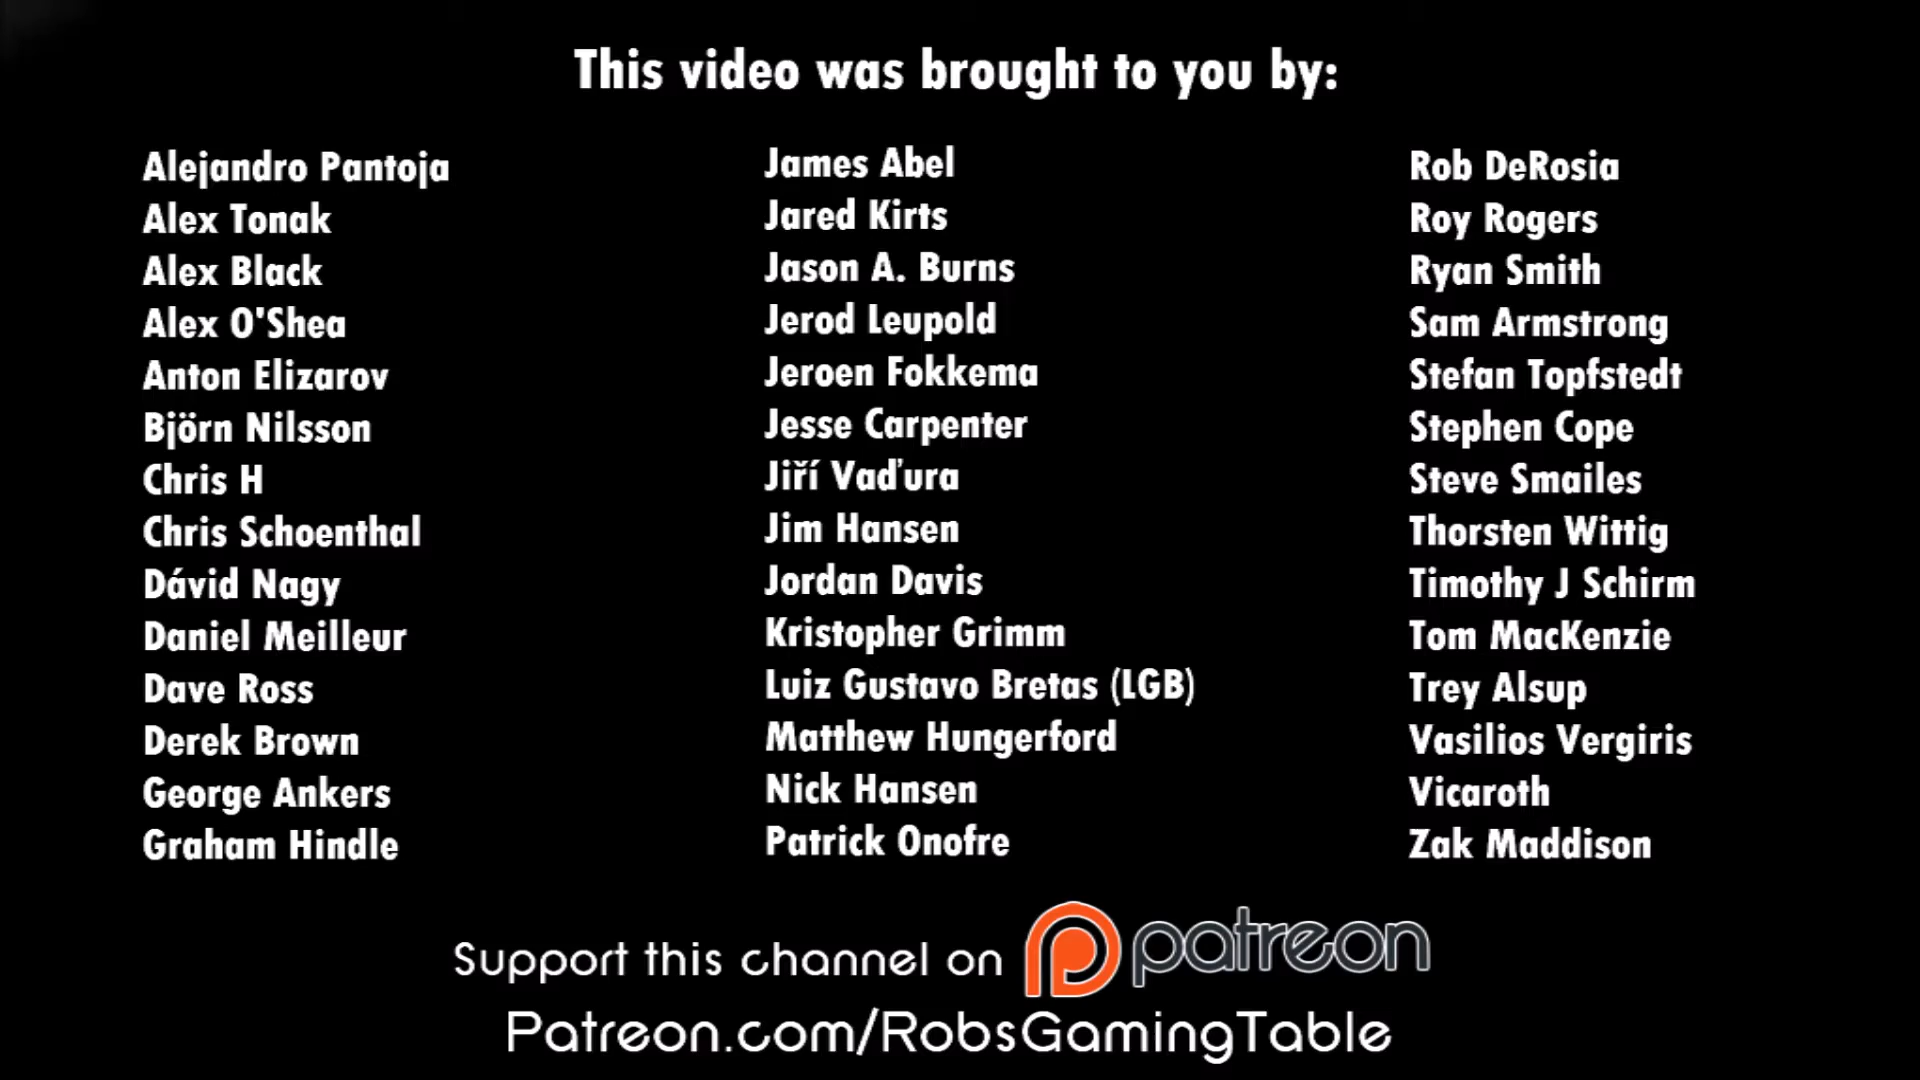 This video was brought to you by:
Alejandro Pantoja
Alex Tonak
Alex Black
Alex O'Shea
Anton Elizarov
Björn Nilsson
Chris H
Chris Schoenthal
Dávid Nagy
Daniel Meilleur
Dave Ross
Derek Brown
George Ankers
Graham Hindle
James Abel
Jared Kirts
Jason A. Burns
Jerod Leupold
Jeroen Fokkema
Jesse Carpenter
Jiří Vaďura
Jim Hansen
Jordan Davis
Kristopher Grimm
Luiz Gustavo Bretas (LGB)
Matthew Hungerford
Nick Hansen
Patrick Onofre
Rob DeRosia
Roy Rogers
Ryan Smith
Sam Armstrong
Stefan Topfstedt
Stephen Cope
Steve Smailes
Thorsten Wittig
Timothy J Schirm
Tom MacKenzie
Trey Alsup
Vasilios Vergiris
Vicaroth
Zak Maddison
Support this channel on patreon
Patreon.com/RobsGamingTable